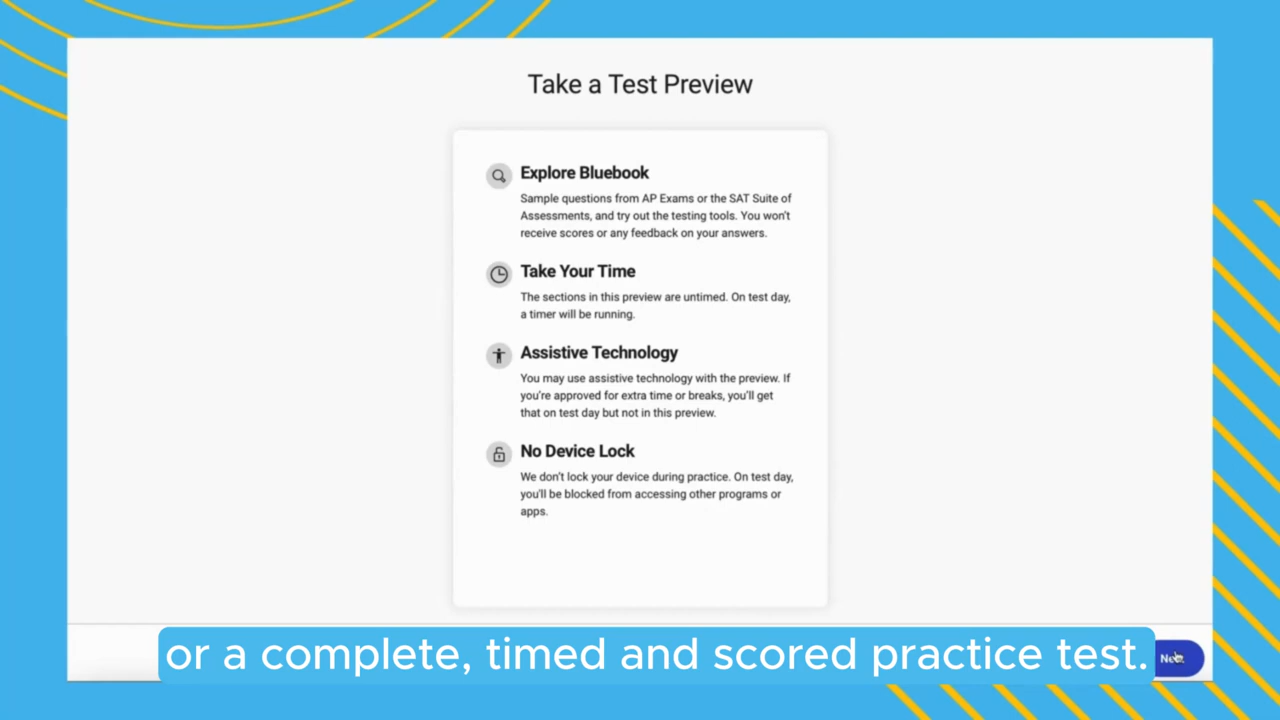 Take a Test Preview
Explore Bluebook
Sample questions from AP Exams or the SAT Suite of
Assessments, and try out the testing tools. You won't
receive scores or any feedback on your answers.
Take Your Time
The sections in this preview are untimed. On test day,
a timer will be running.
Assistive Technology
You may use assistive technology with the preview. If
you're approved for extra time or breaks, you'll get
that on test day but not in this preview.
No Device Lock
We don't lock your device during practice. On test day,
you'll be blocked from accessing other programs or
apps.
or a complete, timed and scored practice test.